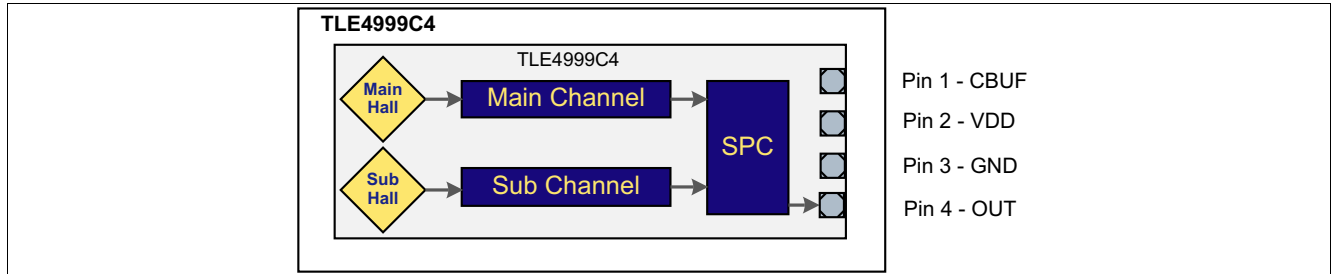 TLE4999C4
TLE4999C4
Main
Hall
Main Channel
Sub
Hall
Sub Channel
SPC
Pin 1 - CBUF
Pin 2 - VDD
Pin 3 - GND
Pin 4 - OUT